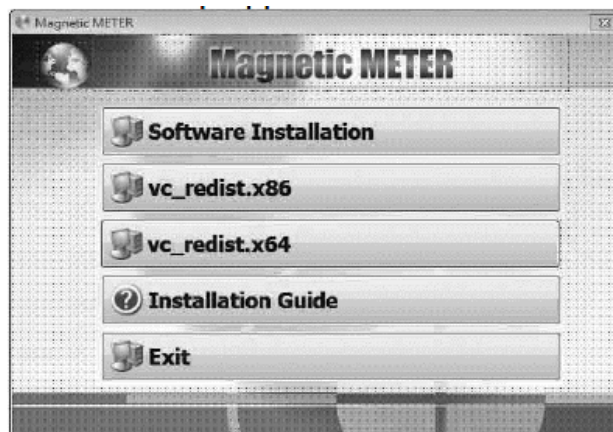 Magnetic METER
Magnetic METER
Software Installation
vc_redist.x86
vc_redist.x64
Installation Guide
Exit